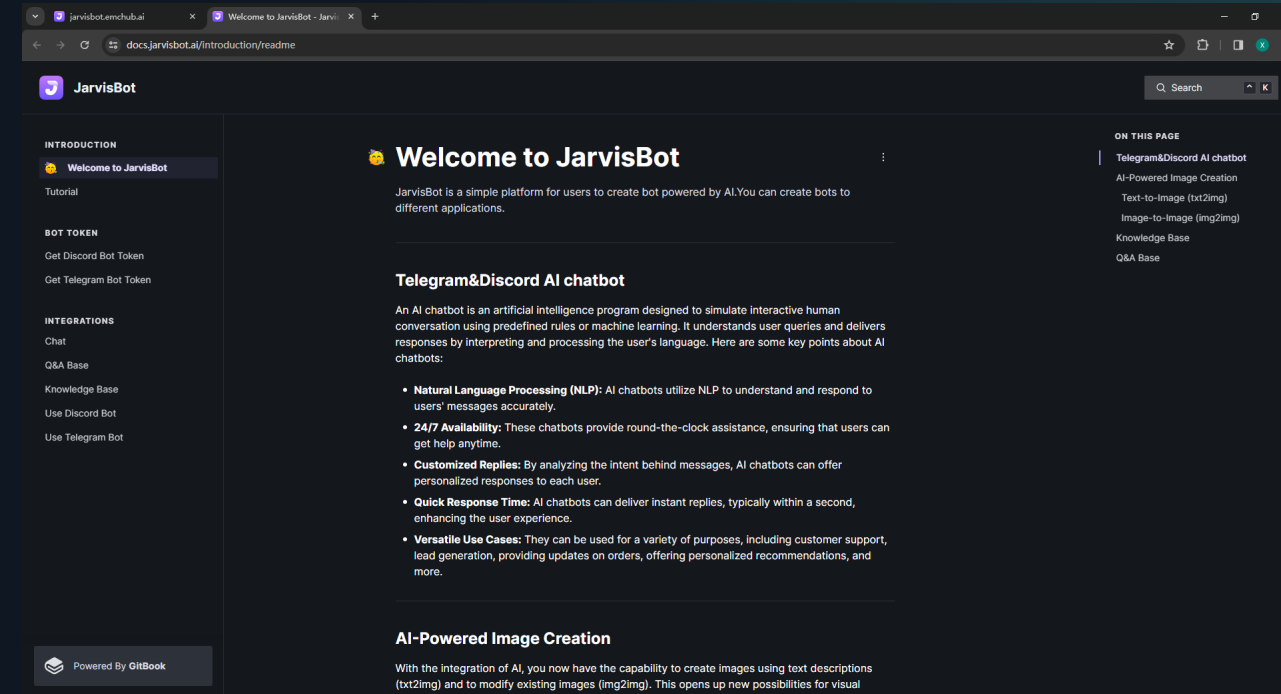 jarvisbot.emchub.ai
Welcome to JarvisBot - Jarvi
docs.jarvisbot.ai/introduction/readme
X
JarvisBot
Search
^ K
INTRODUCTION
Welcome to JarvisBot
Tutorial
BOT TOKEN
Get Discord Bot Token
Get Telegram Bot Token
INTEGRATIONS
Chat
Q&A Base
Knowledge Base
Use Discord Bot
Use Telegram Bot
Powered By GitBook
Welcome to JarvisBot
JarvisBot is a simple platform for users to create bot powered by AI.You can create bots to
different applications.
Telegram&Discord AI chatbot
An AI chatbot is an artificial intelligence program designed to simulate interactive human
conversation using predefined rules or machine learning. It understands user queries and delivers
responses by interpreting and processing the user's language. Here are some key points about AI
chatbots:
• Natural Language Processing (NLP): AI chatbots utilize NLP to understand and respond to
users' messages accurately.
• 24/7 Availability: These chatbots provide round-the-clock assistance, ensuring that users can
get help anytime.
• Customized Replies: By analyzing the intent behind messages, AI chatbots can offer
personalized responses to each user.
• Quick Response Time: AI chatbots can deliver instant replies, typically within a second,
enhancing the user experience.
• Versatile Use Cases: They can be used for a variety of purposes, including customer support,
lead generation, providing updates on orders, offering personalized recommendations, and
more.
AI-Powered Image Creation
With the integration of AI, you now have the capability to create images using text descriptions
(txt2img) and to modify existing images (img2img). This opens up new possibilities for visual
ON THIS PAGE
Telegram&Discord AI chatbot
AI-Powered Image Creation
Text-to-Image (txt2img)
Image-to-Image (img2img)
Knowledge Base
Q&A Base